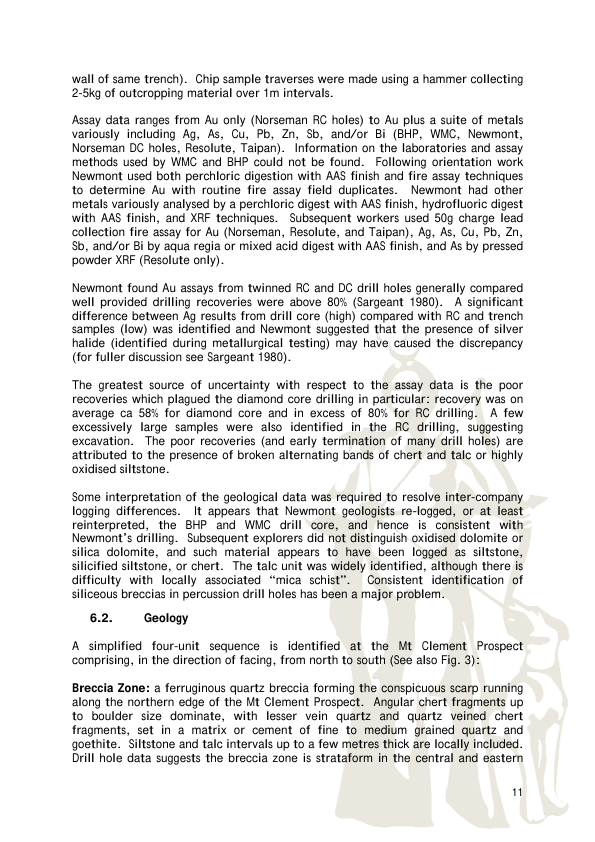 wall of same trench).  Chip sample traverses were made using a hammer collecting
2-5kg of outcropping material over 1m intervals.
Assay data ranges from Au only (Norseman RC holes) to Au plus a suite of metals
variously including Ag, As, Cu, Pb, Zn, Sb, and/or Bi (BHP, WMC, Newmont,
Norseman DC holes, Resolute, Taipan).  Information on the laboratories and assay
methods used by WMC and BHP could not be found.  Following orientation work
Newmont used both perchloric digestion with AAS finish and fire assay techniques
to determine Au with routine fire assay field duplicates.  Newmont had other
metals variously analysed by a perchloric digest with AAS finish, hydrofluoric digest
with AAS finish, and XRF techniques.  Subsequent workers used 50g charge lead
collection fire assay for Au (Norseman, Resolute, and Taipan), Ag, As, Cu, Pb, Zn,
Sb, and/or Bi by aqua regia or mixed acid digest with AAS finish, and As by pressed
powder XRF (Resolute only).
Newmont found Au assays from twinned RC and DC drill holes generally compared
well provided drilling recoveries were above 80% (Sargeant 1980).  A significant
difference between Ag results from drill core (high) compared with RC and trench
samples (low) was identified and Newmont suggested that the presence of silver
halide (identified during metallurgical testing) may have caused the discrepancy
(for fuller discussion see Sargeant 1980).
The greatest source of uncertainty with respect to the assay data is the poor
recoveries which plagued the diamond core drilling in particular: recovery was on
average ca 58% for diamond core and in excess of 80% for RC drilling.  A few
excessively large samples were also identified in the RC drilling, suggesting
excavation.  The poor recoveries (and early termination of many drill holes) are
attributed to the presence of broken alternating bands of chert and talc or highly
oxidised siltstone.
Some interpretation of the geological data was required to resolve inter-company
logging differences.  It appears that Newmont geologists re-logged, or at least
reinterpreted, the BHP and WMC drill core, and hence is consistent with
Newmont's drilling.  Subsequent explorers did not distinguish oxidised dolomite or
silica dolomite, and such material appears to have been logged as siltstone,
silicified siltstone, or chert.  The talc unit was widely identified, although there is
difficulty with locally associated “mica schist”.  Consistent identification of
siliceous breccias in percussion drill holes has been a major problem.
6.2.  Geology
A simplified four-unit sequence is identified at the Mt Clement Prospect
comprising, in the direction of facing, from north to south (See also Fig. 3):
Breccia Zone: a ferruginous quartz breccia forming the conspicuous scarp running
along the northern edge of the Mt Clement Prospect.  Angular chert fragments up
to boulder size dominate, with lesser vein quartz and quartz veined chert
fragments, set in a matrix or cement of fine to medium grained quartz and
goethite.  Siltstone and talc intervals up to a few metres thick are locally included.
Drill hole data suggests the breccia zone is strataform in the central and eastern
11